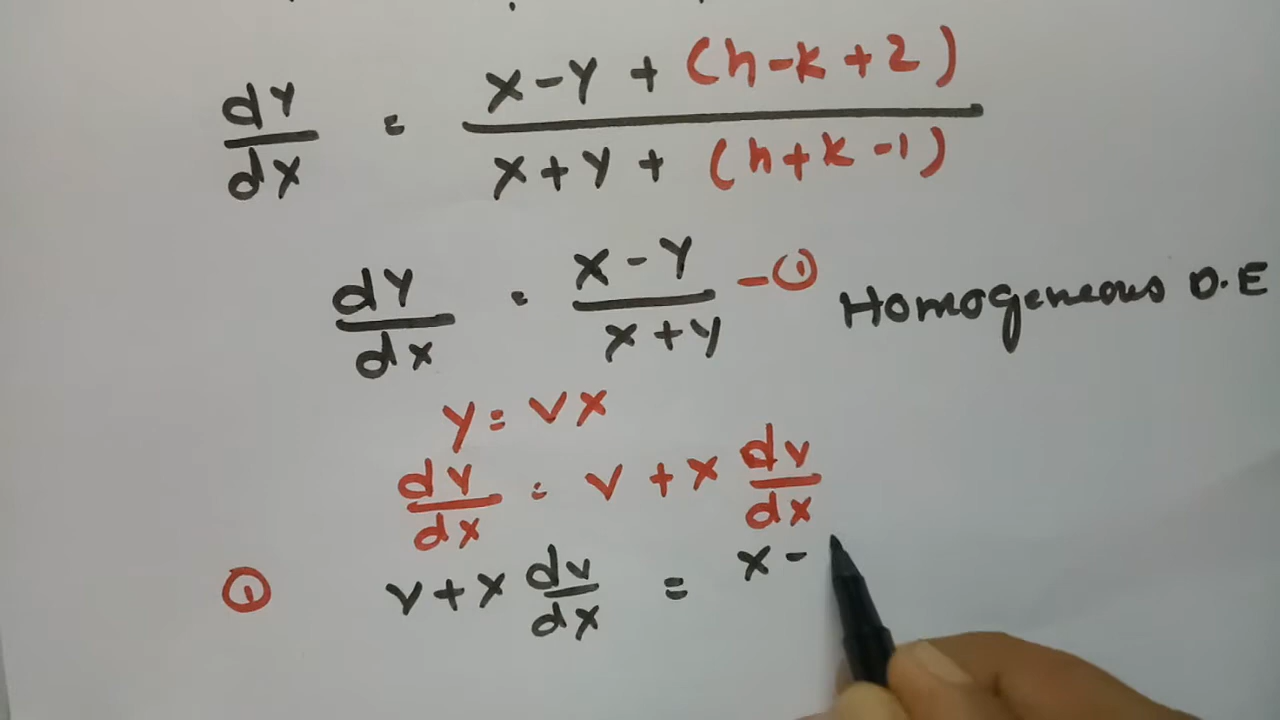 dY/dX = X-Y + (h-k+2) / X+Y + (h+k-1)
dY/dX = X-Y / X+Y -① Homogeneous D.E
Y = VX
dY/dX = V + X dV/dX
① V + X dV/dX = X -